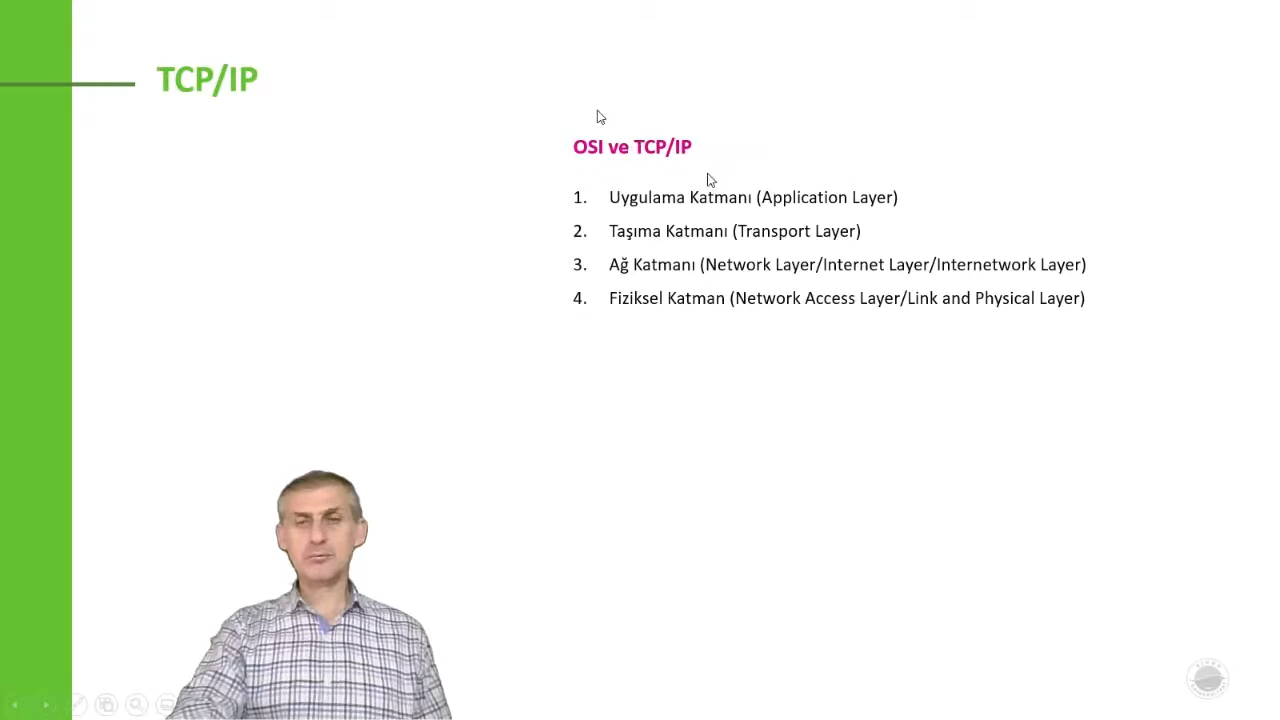 TCP/IP
OSI ve TCP/IP
1. Uygulama Katmanı (Application Layer)
2. Taşıma Katmanı (Transport Layer)
3. Ağ Katmanı (Network Layer/Internet Layer/Internetwork Layer)
4. Fiziksel Katman (Network Access Layer/Link and Physical Layer)